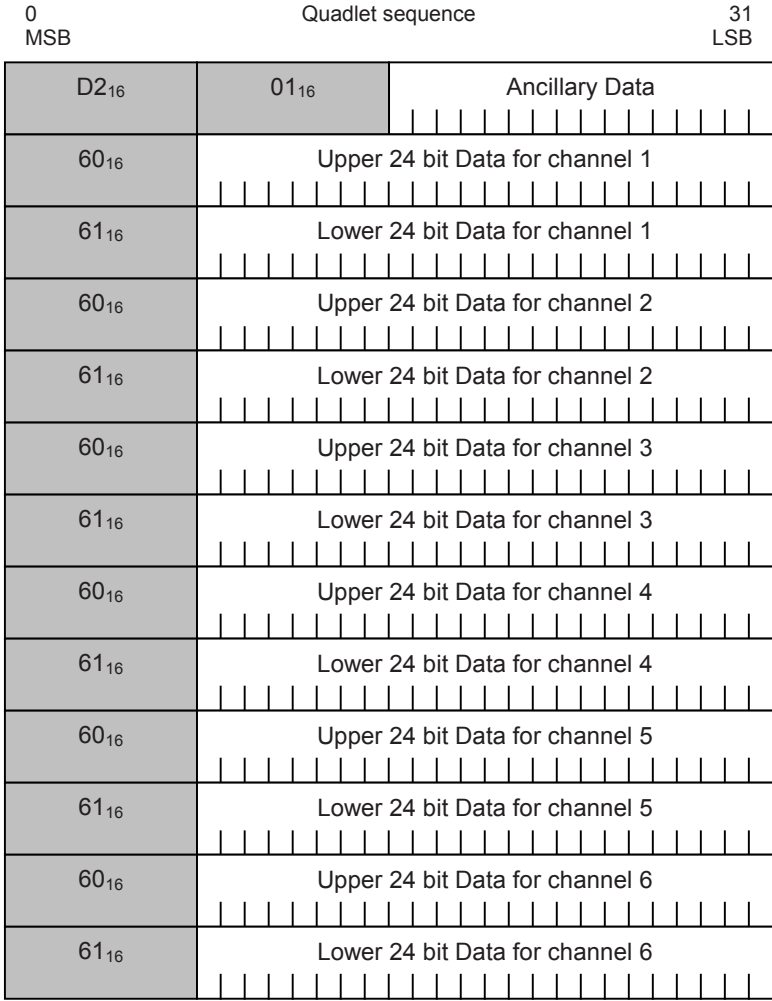 0 Quadlet sequence 31
MSB LSB
D2₁₆ 01₁₆ Ancillary Data
60₁₆ Upper 24 bit Data for channel 1
61₁₆ Lower 24 bit Data for channel 1
60₁₆ Upper 24 bit Data for channel 2
61₁₆ Lower 24 bit Data for channel 2
60₁₆ Upper 24 bit Data for channel 3
61₁₆ Lower 24 bit Data for channel 3
60₁₆ Upper 24 bit Data for channel 4
61₁₆ Lower 24 bit Data for channel 4
60₁₆ Upper 24 bit Data for channel 5
61₁₆ Lower 24 bit Data for channel 5
60₁₆ Upper 24 bit Data for channel 6
61₁₆ Lower 24 bit Data for channel 6